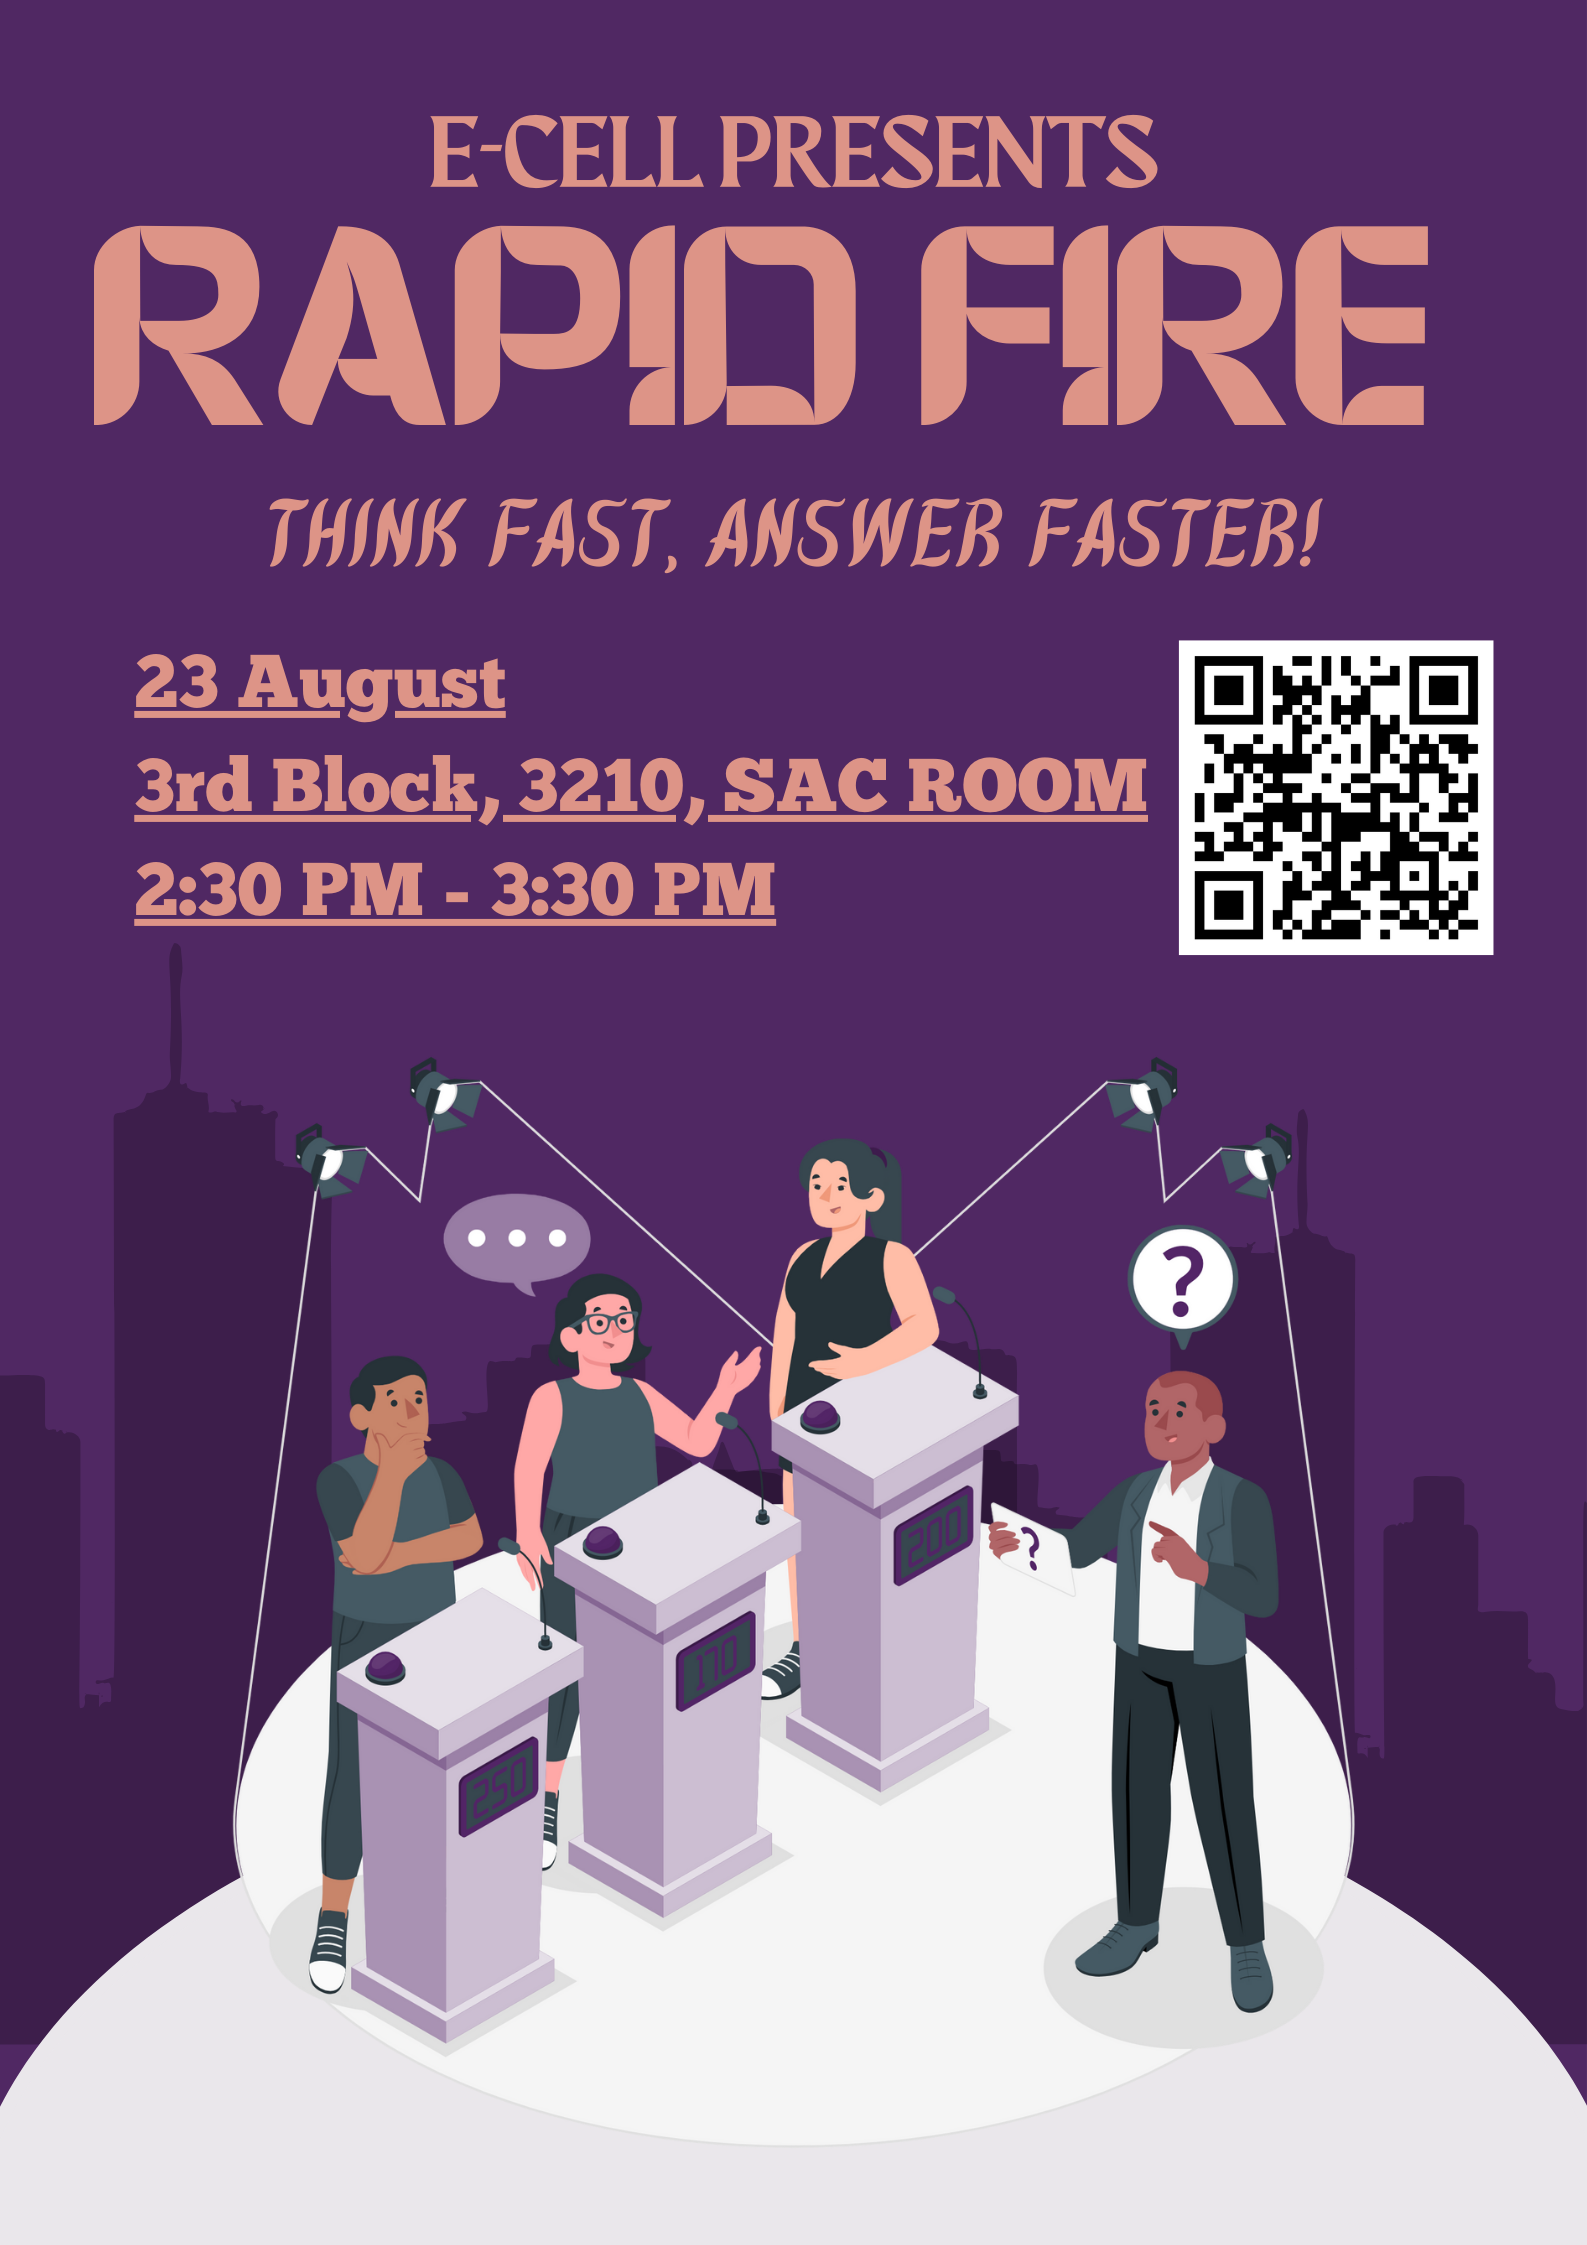 E-CELL PRESENTS
RAPID FIRE
THINK FAST, ANSWER FASTER!
23 August
3rd Block, 3210, SAC ROOM
2:30 PM - 3:30 PM
?
200
?
170
250